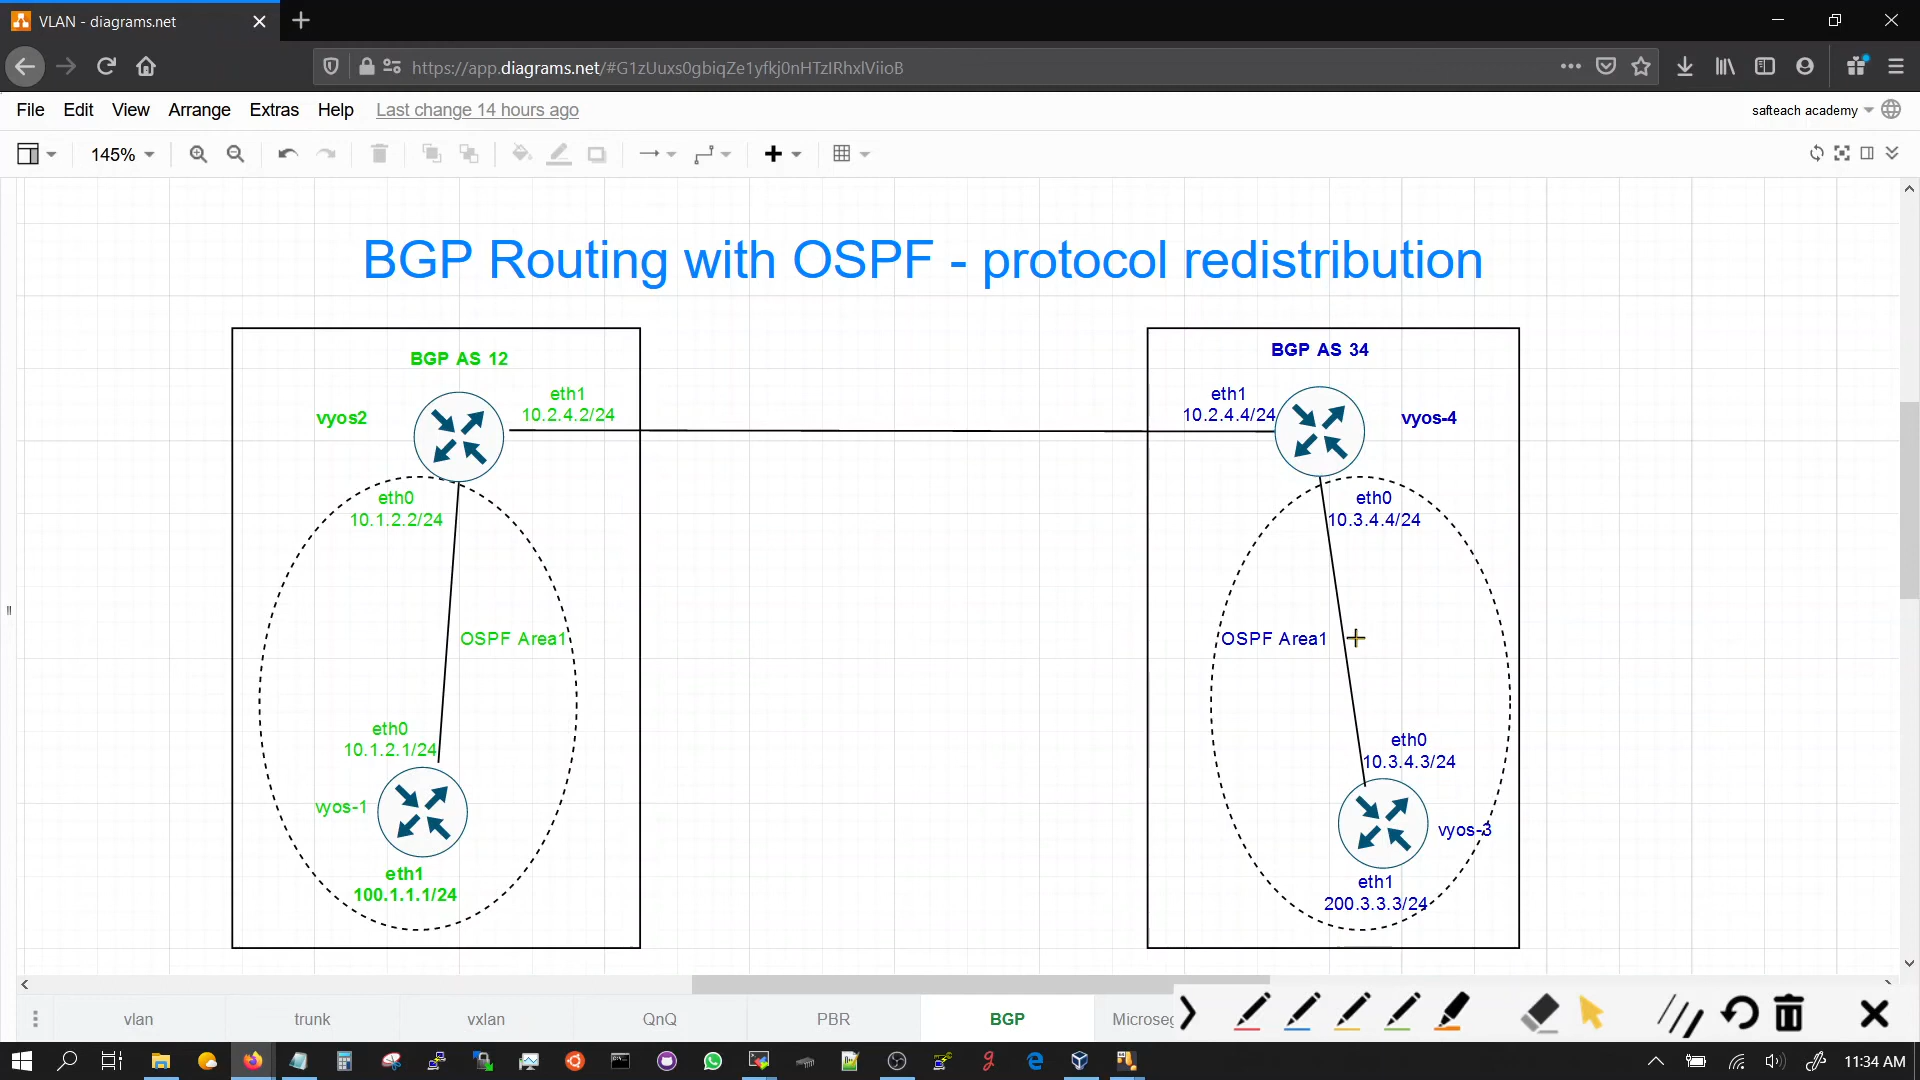 VLAN - diagrams.net
https://app.diagrams.net/#G1zUuxs0gbiqZe1yfkj0nHTzIRhxlViioB
File Edit View Arrange Extras Help Last change 14 hours ago
safteach academy
145%
BGP Routing with OSPF - protocol redistribution
BGP AS 12
vyos2
eth1
10.2.4.2/24
eth0
10.1.2.2/24
OSPF Area1
eth0
10.1.2.1/24
vyos-1
eth1
100.1.1.1/24
BGP AS 34
eth1
10.2.4.4/24
vyos-4
eth0
10.3.4.4/24
OSPF Area1
eth0
10.3.4.3/24
vyos-3
eth1
200.3.3.3/24
vlan trunk vxlan QnQ PBR BGP Microseg
11:34 AM